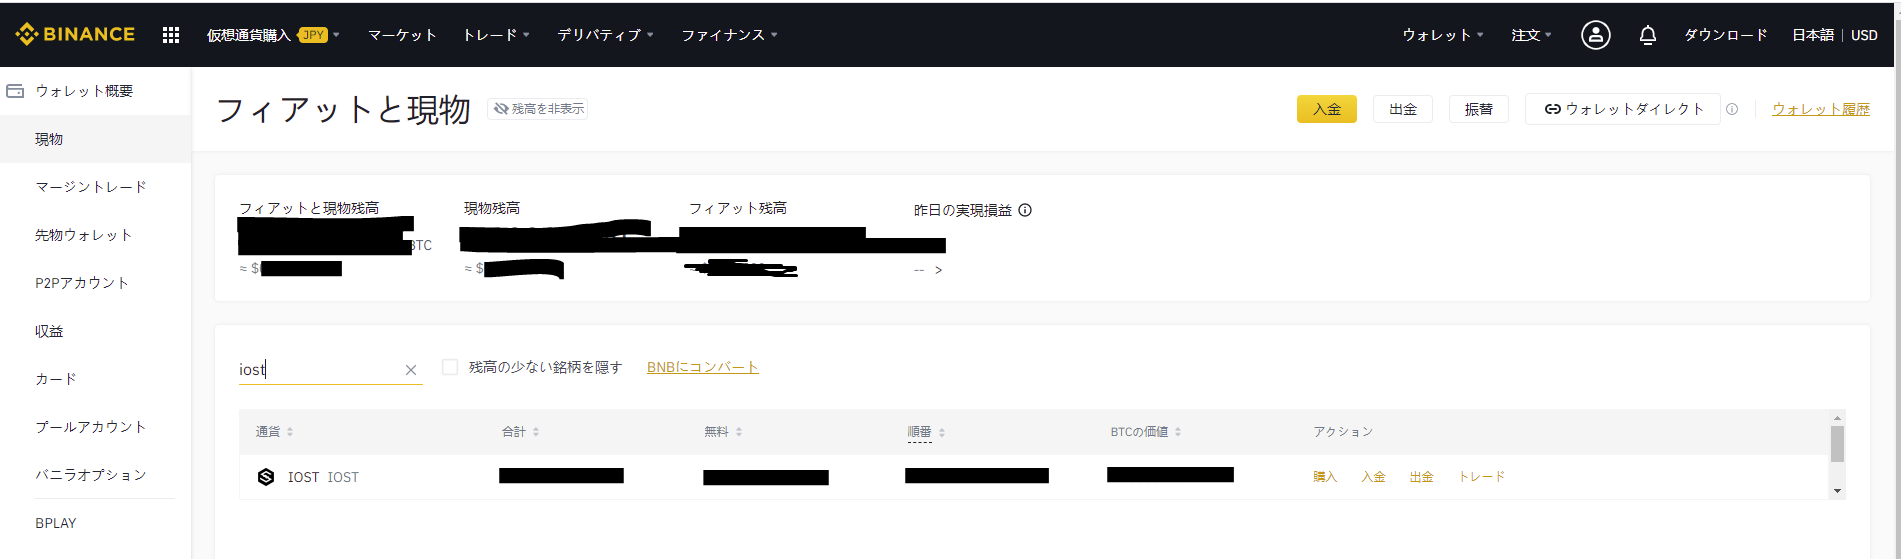 BINANCE 仮想通貨購入 JPY マーケット トレード デリバティブ ファイナンス ウォレット 注文 ダウンロード 日本語 | USD
ウォレット概要
現物
マージントレード
先物ウォレット
P2Pアカウント
収益
カード
プールアカウント
バニラオプション
BPLAY
フィアットと現物 残高を非表示 入金 出金 振替 ウォレットダイレクト ウォレット履歴
フィアットと現物残高 現物残高 フィアット残高 昨日の実現損益
BTC
≈ $ ≈ $ -- >
iost 残高の少ない銘柄を隠す BNBにコンバート
通貨 合計 無料 順番 BTCの価値 アクション
IOST IOST 購入 入金 出金 トレード